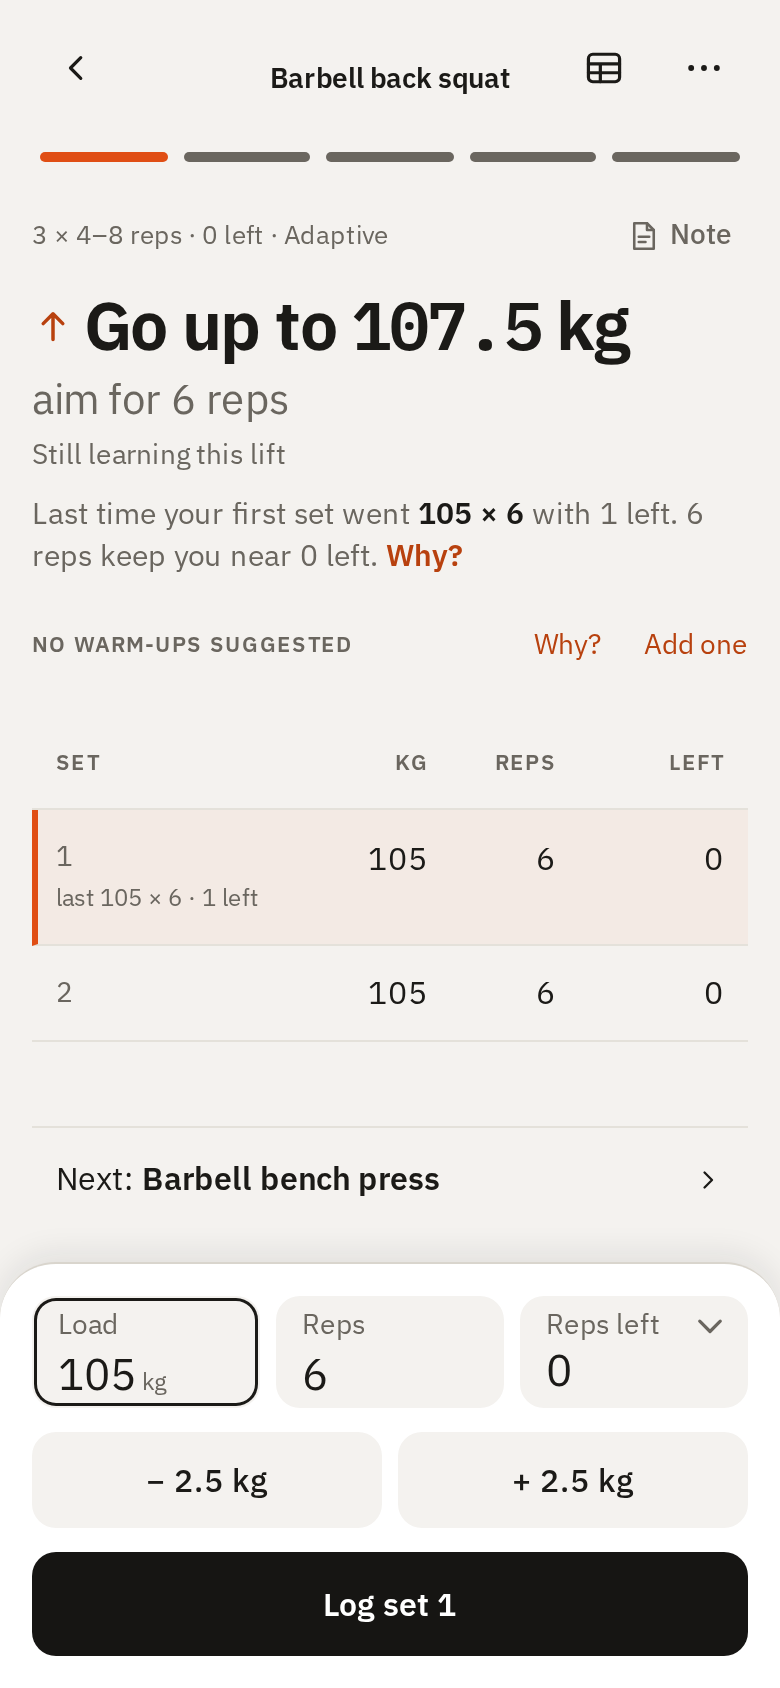 Barbell back squat
3 × 4–8 reps · 0 left · Adaptive
Note
↑ Go up to 107.5 kg
aim for 6 reps
Still learning this lift
Last time your first set went 105 × 6 with 1 left. 6
reps keep you near 0 left. Why?
NO WARM-UPS SUGGESTED Why? Add one
SET KG REPS LEFT
1 105 6 0
last 105 × 6 · 1 left
2 105 6 0
Next: Barbell bench press
Load Reps Reps left
105 kg 6 0
− 2.5 kg + 2.5 kg
Log set 1